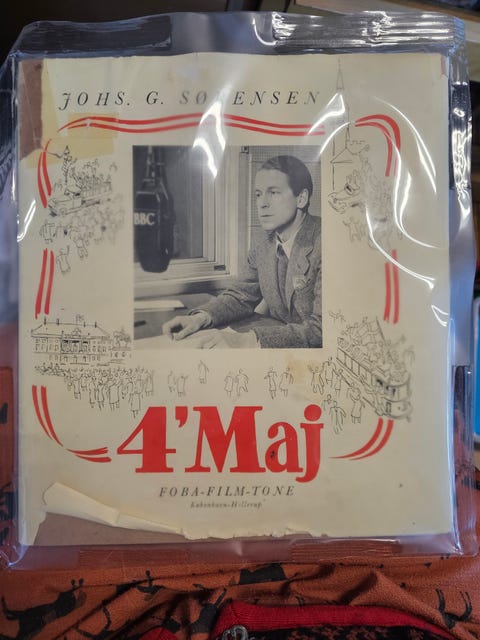 JOHS. G. SØRENSEN
BBC
4'Maj
FOBA-FILM-TONE
København-Hellerup